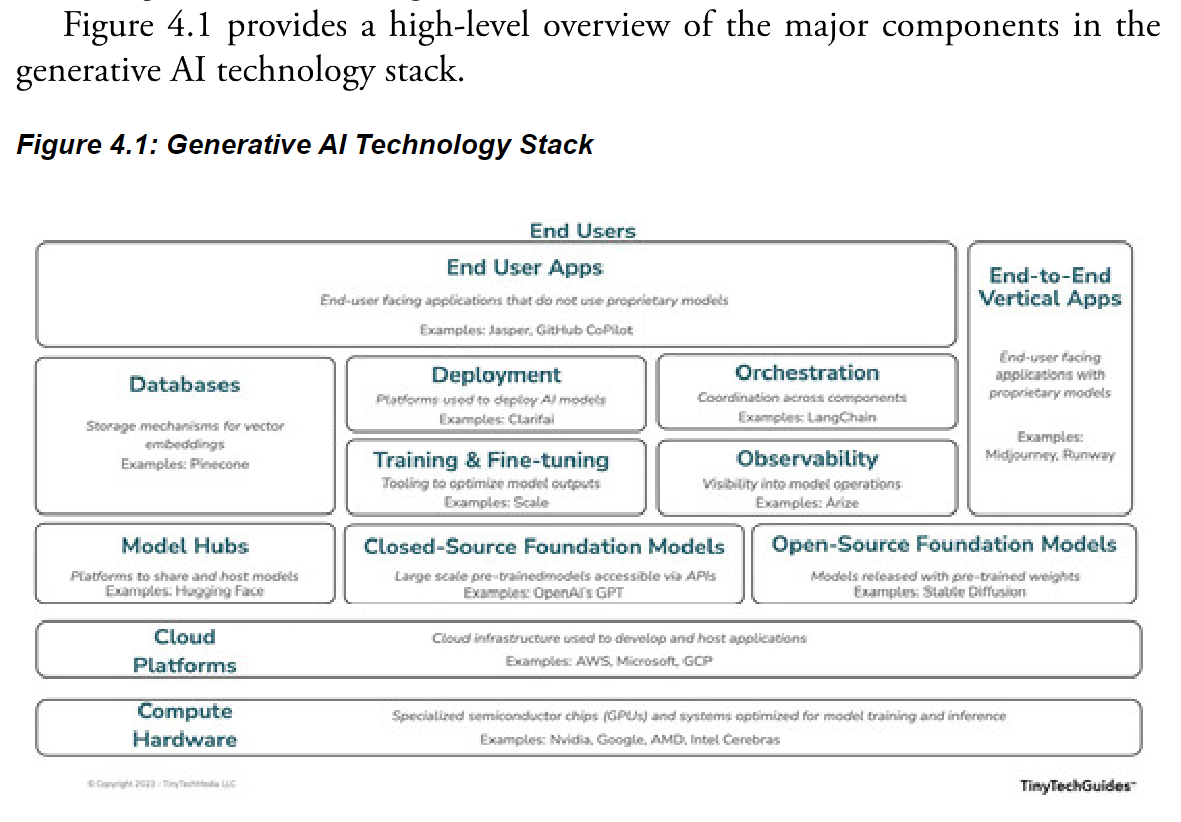 Figure 4.1 provides a high-level overview of the major components in the
generative AI technology stack.
Figure 4.1: Generative AI Technology Stack
End Users
End User Apps
End-user facing applications that do not use proprietary models
Examples: Jasper, GitHub CoPilot
End-to-End
Vertical Apps
End-user facing
applications with
proprietary models
Examples:
Midjourney, Runway
Databases
Storage mechanisms for vector
embeddings
Examples: Pinecone
Deployment
Platforms used to deploy AI models
Examples: Clarifai
Orchestration
Coordination across components
Examples: LangChain
Training & Fine-tuning
Tooling to optimize model outputs
Examples: Scale
Observability
Visibility into model operations
Examples: Arize
Model Hubs
Platforms to share and host models
Examples: Hugging Face
Closed-Source Foundation Models
Large scale pre-trainedmodels accessible via APIs
Examples: OpenAI's GPT
Open-Source Foundation Models
Models released with pre-trained weights
Examples: Stable Diffusion
Cloud
Platforms
Cloud infrastructure used to develop and host applications
Examples: AWS, Microsoft, GCP
Compute
Hardware
Specialized semiconductor chips (GPUs) and systems optimized for model training and inference
Examples: Nvidia, Google, AMD, Intel Cerebras
© Copyright 2023 - TinyTechMedia LLC
TinyTechGuides™